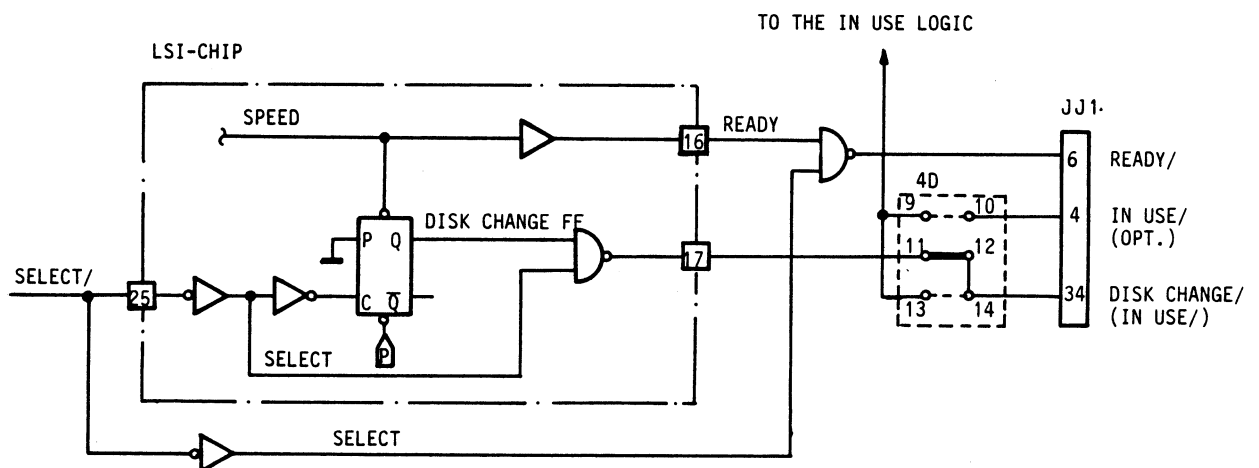 TO THE IN USE LOGIC
LSI-CHIP
JJ1.
SPEED
16
READY
6 READY/
4D
9 10
4 IN USE/
(OPT.)
P Q
DISK CHANGE FF
11 12
17
SELECT/
25
C Q̅
13 14
34 DISK CHANGE/
(IN USE/)
P
SELECT
SELECT